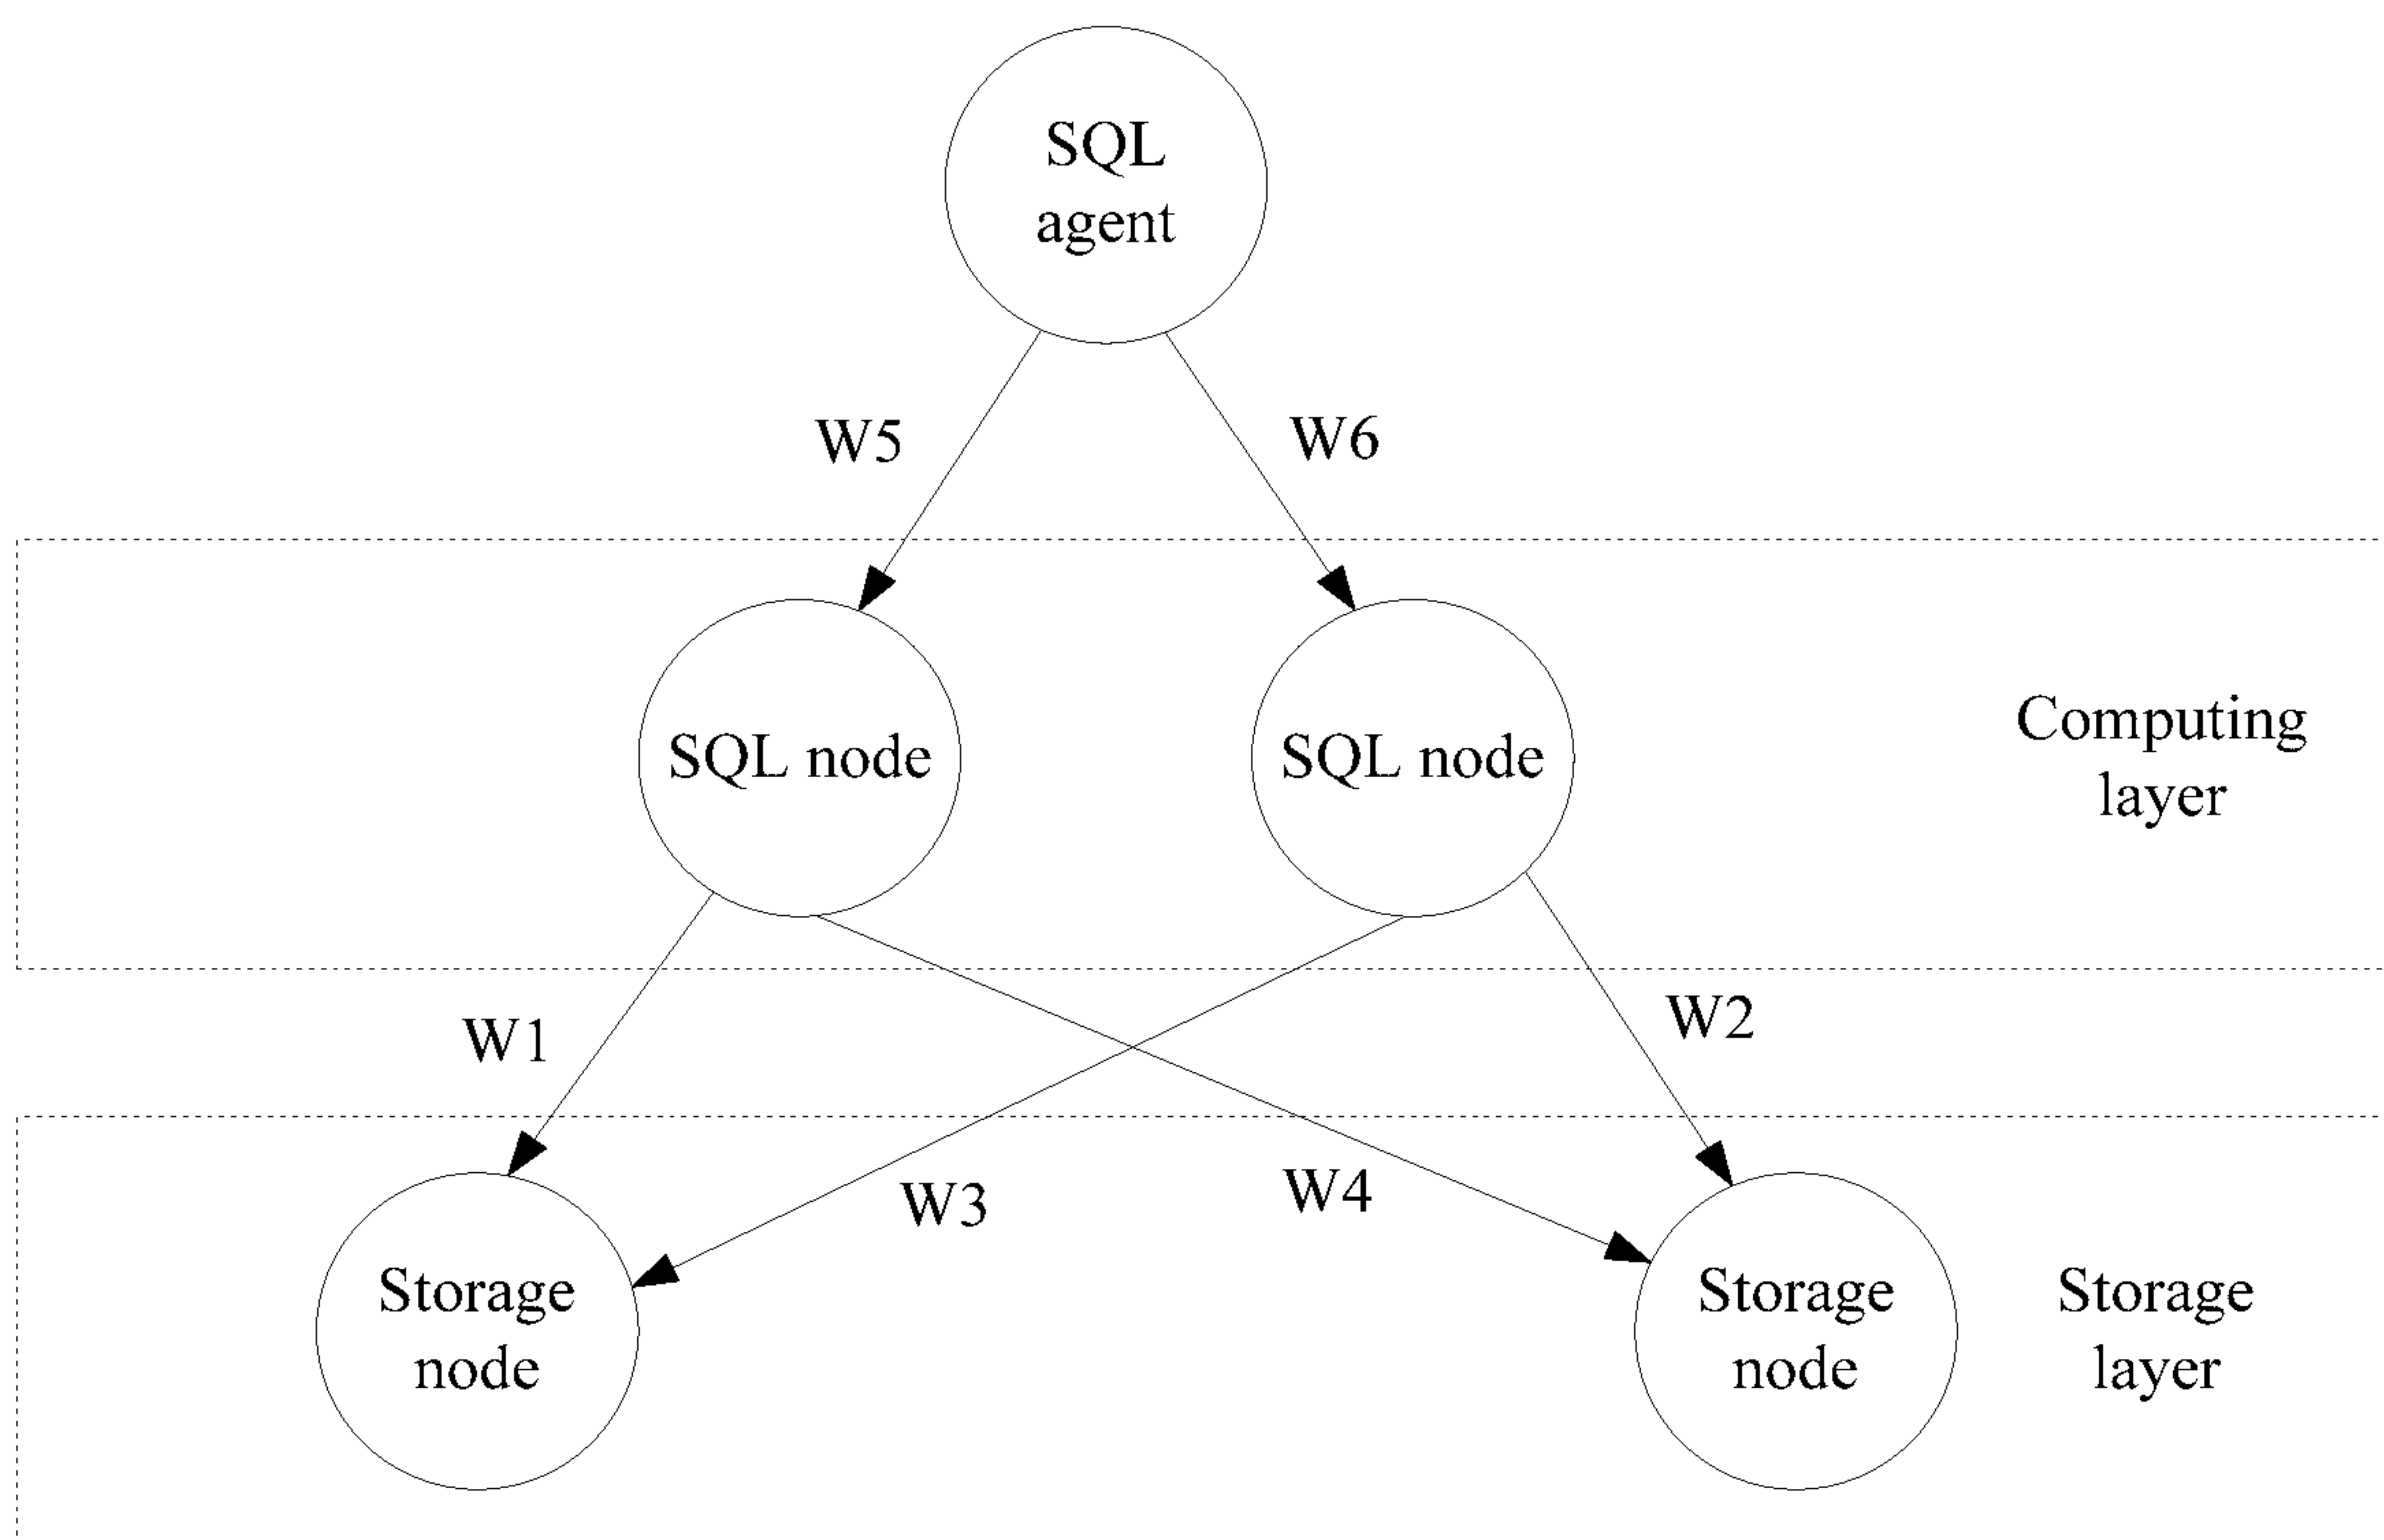 SQL
agent
W5
W6
SQL node
SQL node
Computing
layer
W1
W2
W3
W4
Storage
node
Storage
node
Storage
layer